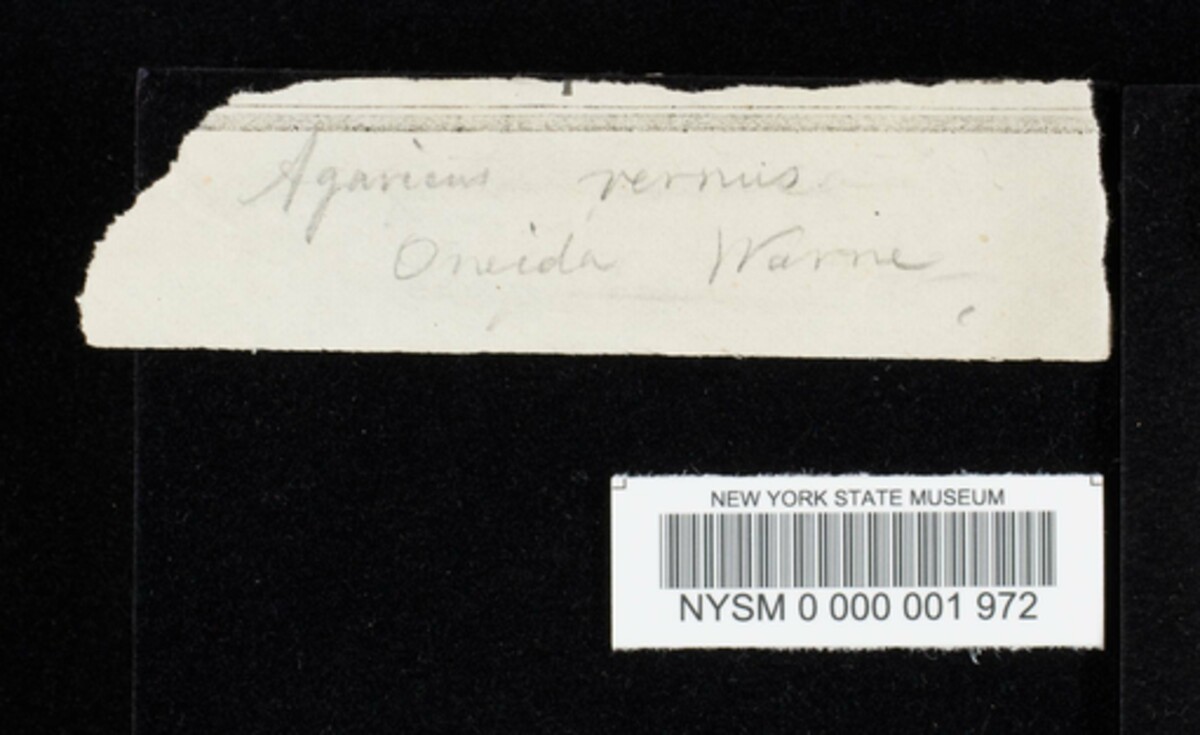 Agaricus vernus
Oneida Warne
NEW YORK STATE MUSEUM
NYSM 0 000 001 972